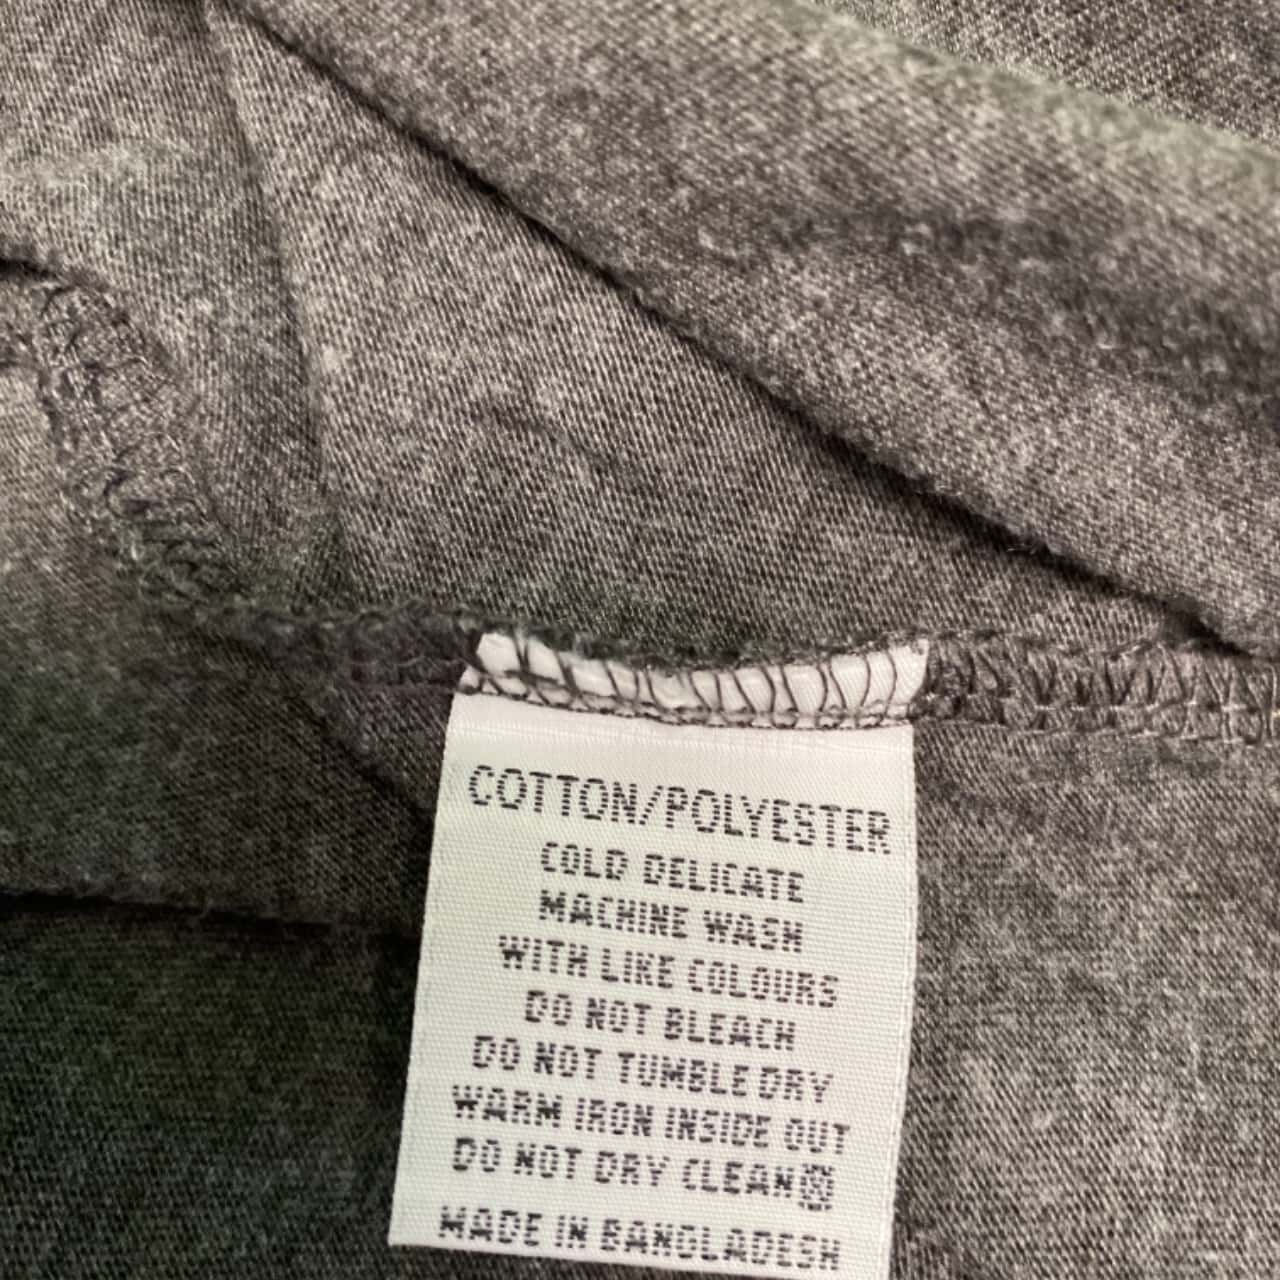 COTTON/POLYESTER
COLD DELICATE
MACHINE WASH
WITH LIKE COLOURS
DO NOT BLEACH
DO NOT TUMBLE DRY
WARM IRON INSIDE OUT
DO NOT DRY CLEAN
MADE IN BANGLADESH